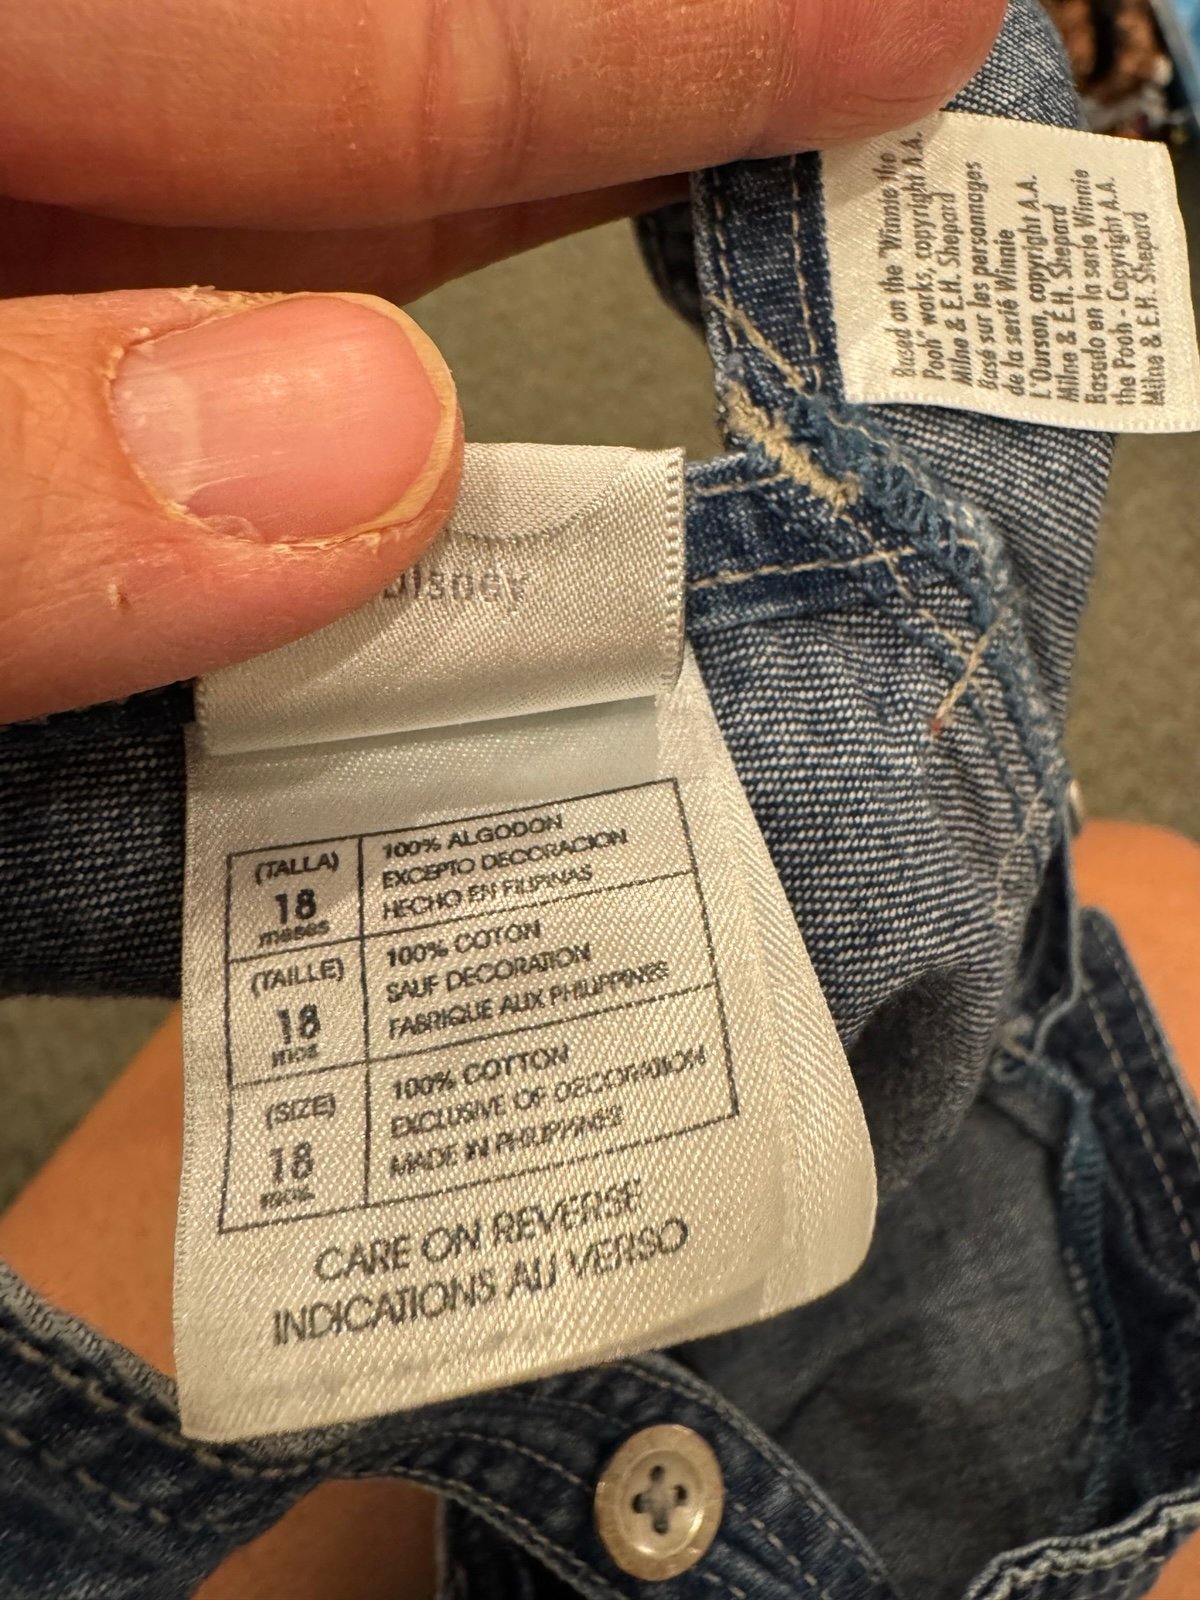 Disney
(TALLA)
18
meses
100% ALGODON
EXCEPTO DECORACION
HECHO EN FILIPINAS
(TAILLE)
18
mos
100% COTON
SAUF DECORATION
FABRIQUE AUX PHILIPPINES
(SIZE)
18
mos.
100% COTTON
EXCLUSIVE OF DECORATION
MADE IN PHILIPPINES
CARE ON REVERSE
INDICATIONS AU VERSO
Based on the "Winnie the
Pooh" works, copyright A.A.
Milne & E.H. Shepard
Basé sur les personnages
de la serié Winnie
L'Ourson, copyright A.A.
Milne & E.H. Shepard
Basado en la serio Winnie
the Pooh - Copyright A.A.
Milne & E.H. Shepard